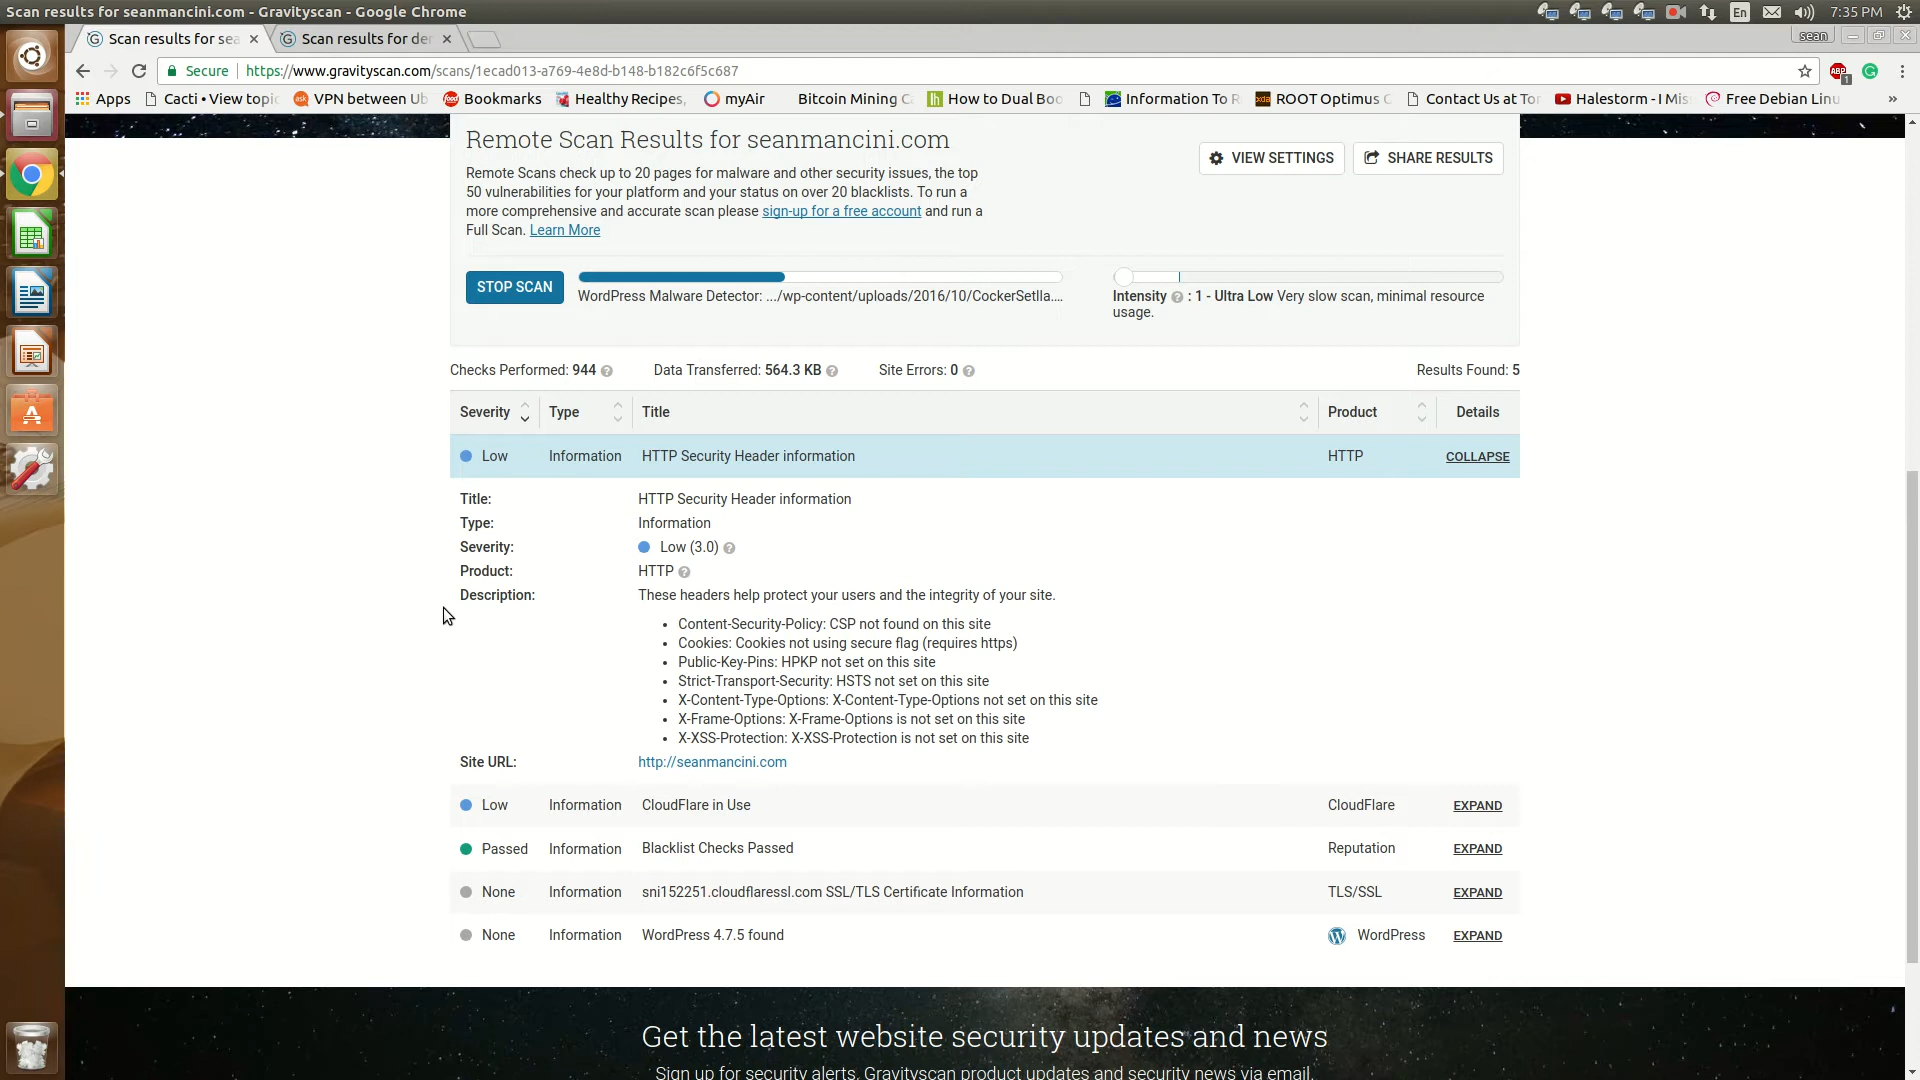 Scan results for seanmancini.com - Gravityscan - Google Chrome
En
7:35 PM
Scan results for sea
Scan results for der
sean
Secure
https://www.gravityscan.com/scans/1ecad013-a769-4e8d-b148-b182c6f5c687
ABP
1
Apps
Cacti • View topic
VPN between Ub
Bookmarks
Healthy Recipes,
myAir
Bitcoin Mining Ca
How to Dual Boo
Information To R
ROOT Optimus G
Contact Us at Tor
Halestorm - I Mis
Free Debian Linu
»
Remote Scan Results for seanmancini.com
VIEW SETTINGS
SHARE RESULTS
Remote Scans check up to 20 pages for malware and other security issues, the top
50 vulnerabilities for your platform and your status on over 20 blacklists. To run a
more comprehensive and accurate scan please sign-up for a free account and run a
Full Scan. Learn More
STOP SCAN
WordPress Malware Detector: .../wp-content/uploads/2016/10/CockerSetIla....
Intensity ? : 1 - Ultra Low Very slow scan, minimal resource
usage.
Checks Performed: 944 ?
Data Transferred: 564.3 KB ?
Site Errors: 0 ?
Results Found: 5
Severity Type Title Product Details
Low Information HTTP Security Header information HTTP COLLAPSE
Title: HTTP Security Header information
Type: Information
Severity: Low (3.0) ?
Product: HTTP ?
Description: These headers help protect your users and the integrity of your site.
• Content-Security-Policy: CSP not found on this site
• Cookies: Cookies not using secure flag (requires https)
• Public-Key-Pins: HPKP not set on this site
• Strict-Transport-Security: HSTS not set on this site
• X-Content-Type-Options: X-Content-Type-Options not set on this site
• X-Frame-Options: X-Frame-Options is not set on this site
• X-XSS-Protection: X-XSS-Protection is not set on this site
Site URL: http://seanmancini.com
Low Information CloudFlare in Use CloudFlare EXPAND
Passed Information Blacklist Checks Passed Reputation EXPAND
None Information sni152251.cloudflaressl.com SSL/TLS Certificate Information TLS/SSL EXPAND
None Information WordPress 4.7.5 found WordPress EXPAND
Get the latest website security updates and news
Sign up for security alerts, Gravityscan product updates and security news via email.